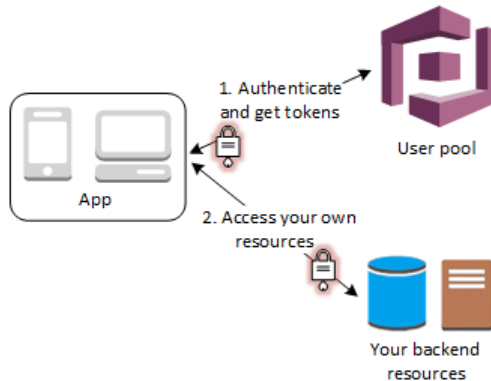 1. Authenticate
and get tokens
User pool
App
2. Access your own
resources
Your backend
resources